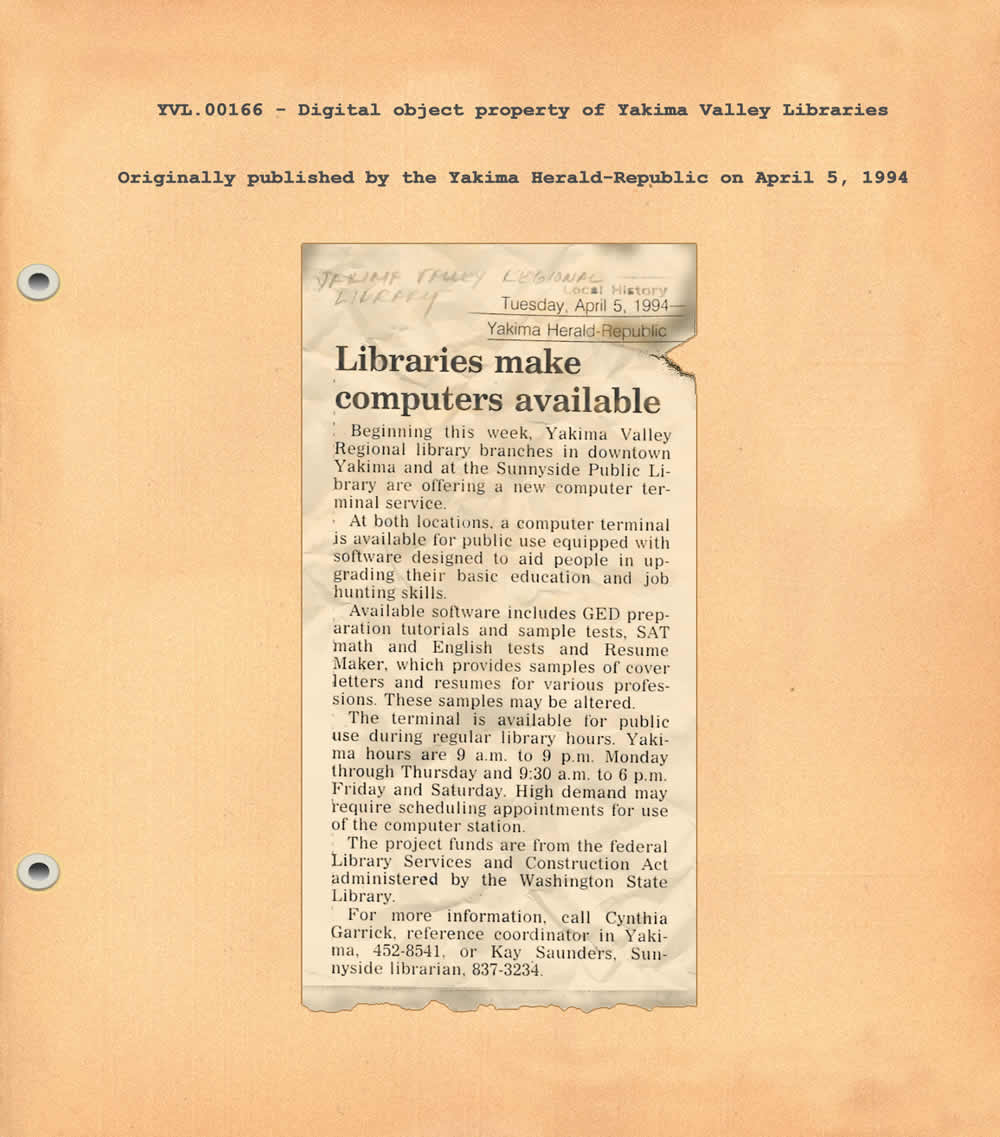 YVL.00166 - Digital object property of Yakima Valley Libraries
Originally published by the Yakima Herald-Republic on April 5, 1994
YAKIMA VALLEY REGIONAL
LIBRARY
Local History
Tuesday, April 5, 1994
Yakima Herald-Republic
Libraries make
computers available
Beginning this week, Yakima Valley
Regional library branches in downtown
Yakima and at the Sunnyside Public Li-
brary are offering a new computer ter-
minal service.
At both locations, a computer terminal
is available for public use equipped with
software designed to aid people in up-
grading their basic education and job
hunting skills.
Available software includes GED prep-
aration tutorials and sample tests, SAT
math and English tests and Resume
Maker, which provides samples of cover
letters and resumes for various profes-
sions. These samples may be altered.
The terminal is available for public
use during regular library hours. Yaki-
ma hours are 9 a.m. to 9 p.m. Monday
through Thursday and 9:30 a.m. to 6 p.m.
Friday and Saturday. High demand may
require scheduling appointments for use
of the computer station.
The project funds are from the federal
Library Services and Construction Act
administered by the Washington State
Library.
For more information, call Cynthia
Garrick, reference coordinator in Yaki-
ma, 452-8541, or Kay Saunders, Sun-
nyside librarian, 837-3234.